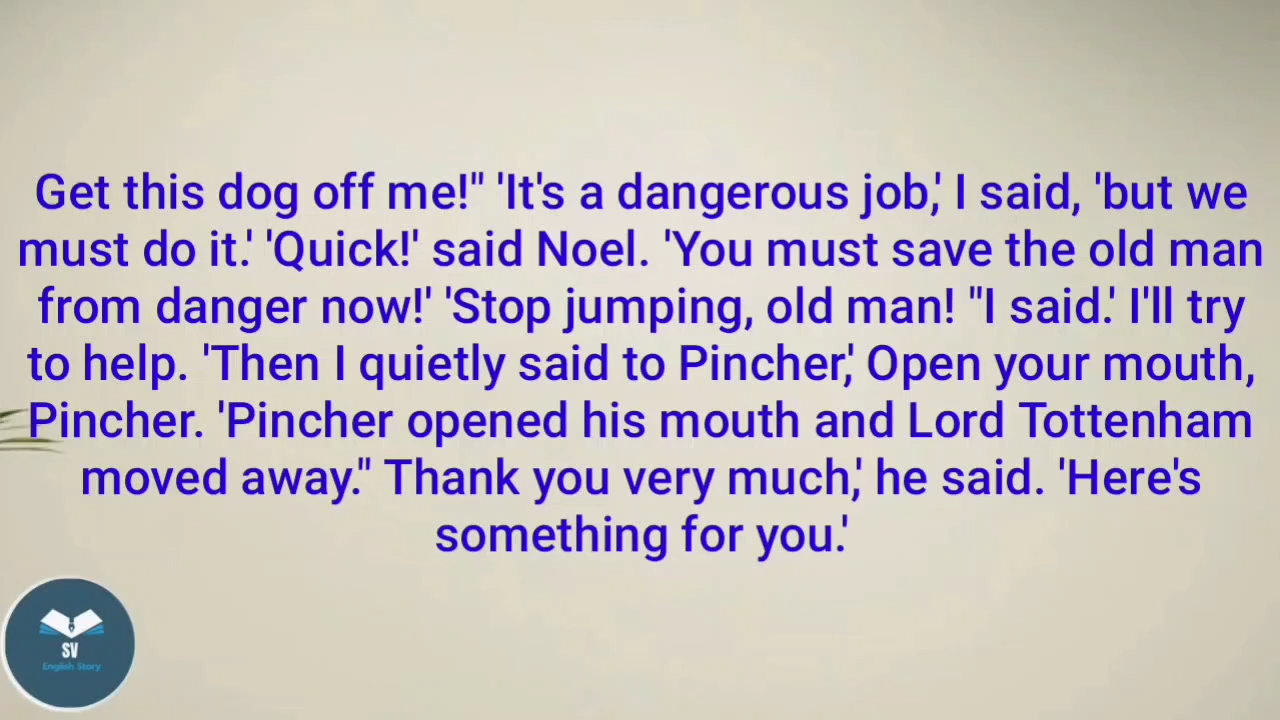 Get this dog off me!" 'It's a dangerous job,' I said, 'but we
must do it.' 'Quick!' said Noel. 'You must save the old man
from danger now!' 'Stop jumping, old man! "I said.' I'll try
to help. 'Then I quietly said to Pincher,' Open your mouth,
Pincher. 'Pincher opened his mouth and Lord Tottenham
moved away." Thank you very much,' he said. 'Here's
something for you.'
SV
English Story